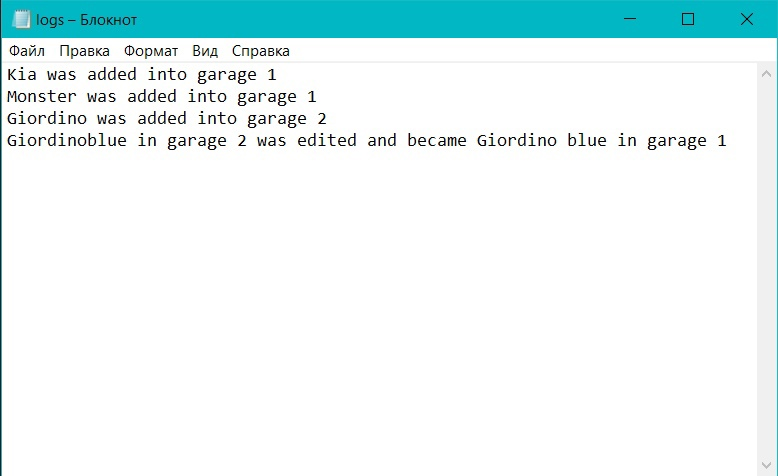 logs – Блокнот
Файл Правка Формат Вид Справка
Kia was added into garage 1
Monster was added into garage 1
Giordino was added into garage 2
Giordinoblue in garage 2 was edited and became Giordino blue in garage 1